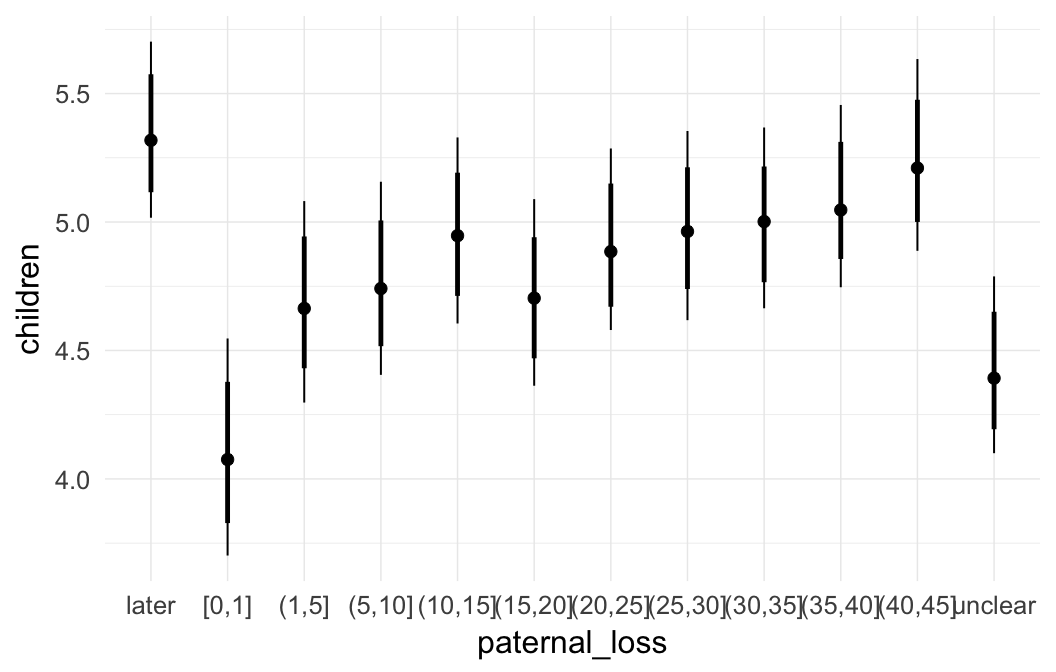 children
5.5
5.0
4.5
4.0
later [0,1] (1,5] (5,10] (10,15] (15,20] (20,25] (25,30] (30,35] (35,40] (40,45] unclear
paternal_loss